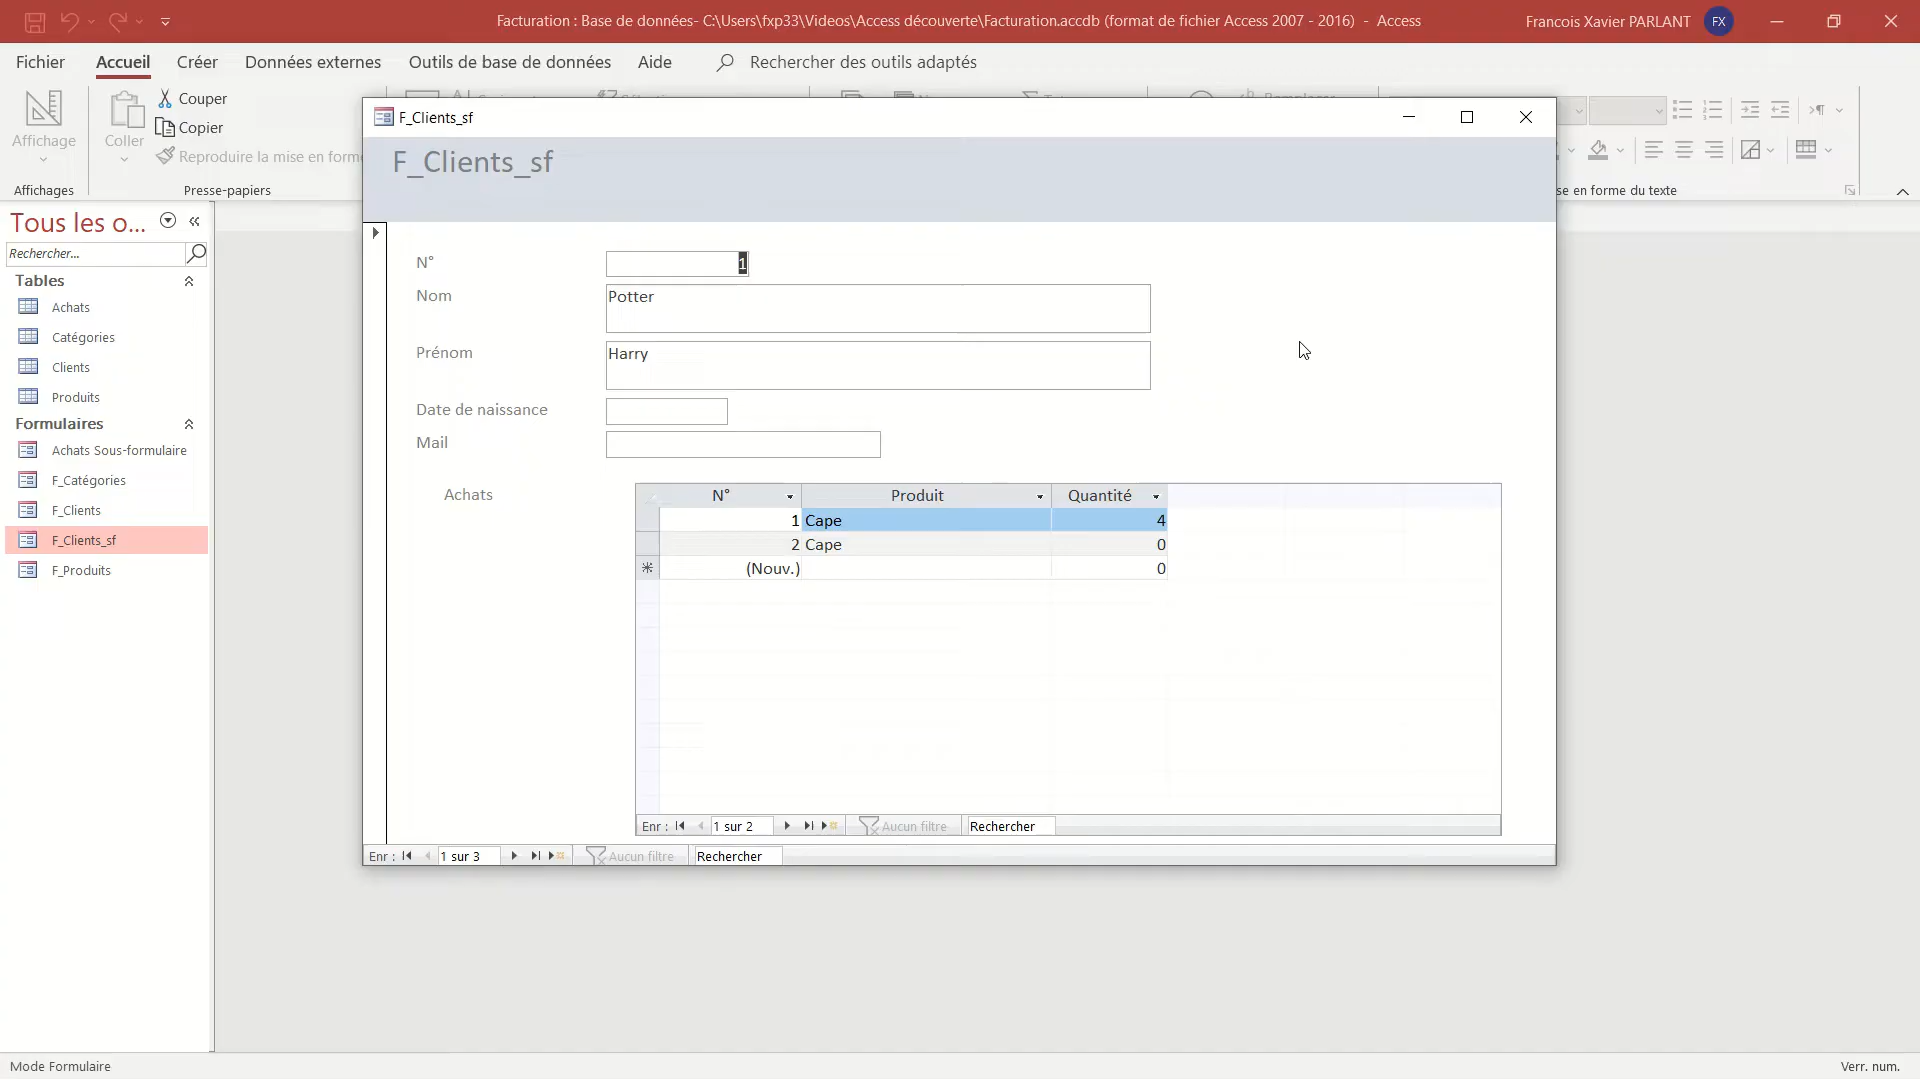 Facturation : Base de données- C:\Users\fxp33\Videos\Access découverte\Facturation.accdb (format de fichier Access 2007 - 2016) - Access
Francois Xavier PARLANT
FX
Fichier
Accueil
Créer
Données externes
Outils de base de données
Aide
Rechercher des outils adaptés
Affichage
Coller
Couper
Copier
Reproduire la mise en forme
Affichages
Presse-papiers
se en forme du texte
F_Clients_sf
F_Clients_sf
Tous les o...
Rechercher...
Tables
Achats
Catégories
Clients
Produits
Formulaires
Achats Sous-formulaire
F_Catégories
F_Clients
F_Clients_sf
F_Produits
N° 1
Nom Potter
Prénom Harry
Date de naissance
Mail
Achats
N° Produit Quantité
1 Cape 4
2 Cape 0
(Nouv.) 0
Enr : 1 sur 2 Aucun filtre Rechercher
Enr : 1 sur 3 Aucun filtre Rechercher
Mode Formulaire
Verr. num.